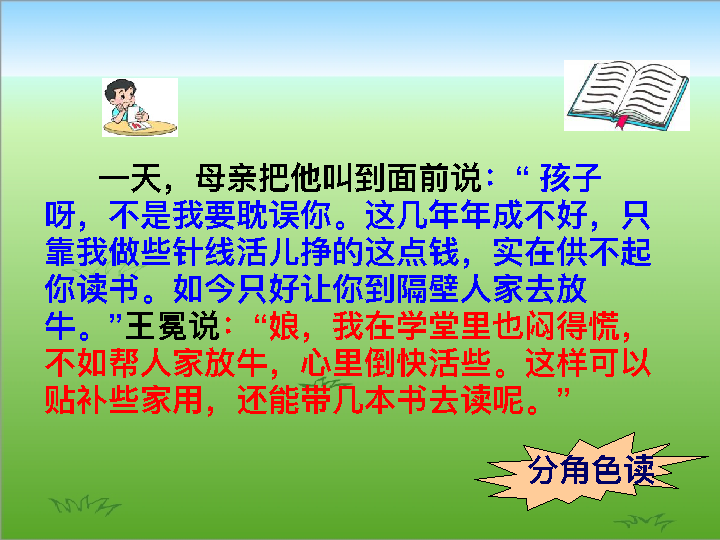 一天，母亲把他叫到面前说：“ 孩子
呀，不是我要耽误你。这几年年成不好，只
靠我做些针线活儿挣的这点钱，实在供不起
你读书。如今只好让你到隔壁人家去放
牛。”王冕说：“娘，我在学堂里也闷得慌，
不如帮人家放牛，心里倒快活些。这样可以
贴补些家用，还能带几本书去读呢。”
分角色读